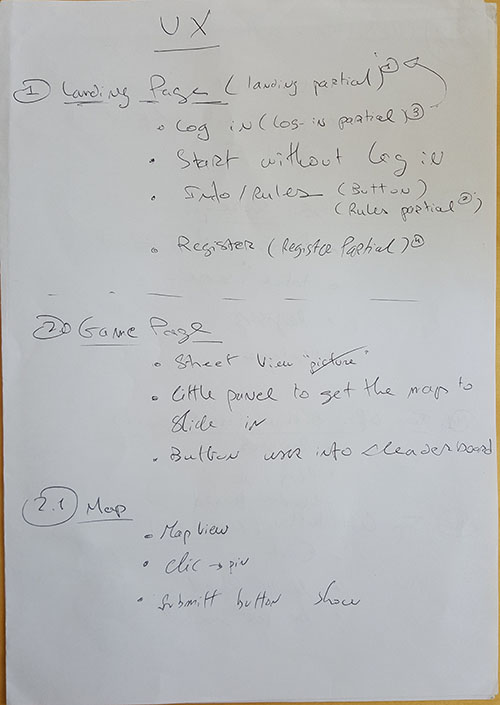 UX
① Landing Page (landing partial) ①
• Log in (Log-in partial) ③
• Start without Log in
• Info/Rules (Button)
(Rules partial ②)
• Register (Register Partial) ④
2.0 Game Page
• Street View "picture"
• Little panel to get the map to
slide in
• Button user info < leaderboard
2.1 Map
• Map View
• Clic → pin
• Submitt button show